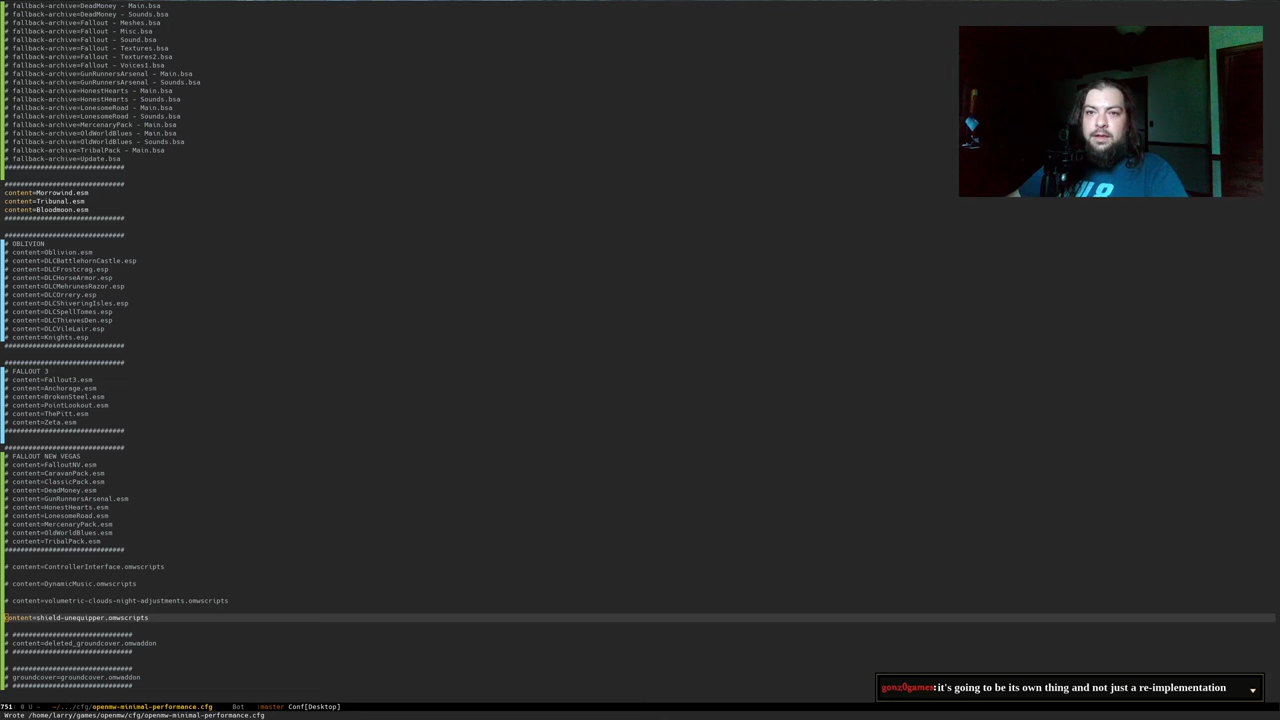 # fallback-archive=DeadMoney - Main.bsa
# fallback-archive=DeadMoney - Sounds.bsa
# fallback-archive=Fallout - Meshes.bsa
# fallback-archive=Fallout - Misc.bsa
# fallback-archive=Fallout - Sound.bsa
# fallback-archive=Fallout - Textures.bsa
# fallback-archive=Fallout - Textures2.bsa
# fallback-archive=Fallout - Voices1.bsa
# fallback-archive=GunRunnersArsenal - Main.bsa
# fallback-archive=GunRunnersArsenal - Sounds.bsa
# fallback-archive=HonestHearts - Main.bsa
# fallback-archive=HonestHearts - Sounds.bsa
# fallback-archive=LonesomeRoad - Main.bsa
# fallback-archive=LonesomeRoad - Sounds.bsa
# fallback-archive=MercenaryPack - Main.bsa
# fallback-archive=OldWorldBlues - Main.bsa
# fallback-archive=OldWorldBlues - Sounds.bsa
# fallback-archive=TribalPack - Main.bsa
# fallback-archive=Update.bsa
##############################
##############################
content=Morrowind.esm
content=Tribunal.esm
content=Bloodmoon.esm
##############################
##############################
# OBLIVION
# content=Oblivion.esm
# content=DLCBattlehornCastle.esp
# content=DLCFrostcrag.esp
# content=DLCHorseArmor.esp
# content=DLCMehrunesRazor.esp
# content=DLCOrrery.esp
# content=DLCShiveringIsles.esp
# content=DLCSpellTomes.esp
# content=DLCThievesDen.esp
# content=DLCVileLair.esp
# content=Knights.esp
##############################
##############################
# FALLOUT 3
# content=Fallout3.esm
# content=Anchorage.esm
# content=BrokenSteel.esm
# content=PointLookout.esm
# content=ThePitt.esm
# content=Zeta.esm
##############################
##############################
# FALLOUT NEW VEGAS
# content=FalloutNV.esm
# content=CaravanPack.esm
# content=ClassicPack.esm
# content=DeadMoney.esm
# content=GunRunnersArsenal.esm
# content=HonestHearts.esm
# content=LonesomeRoad.esm
# content=MercenaryPack.esm
# content=OldWorldBlues.esm
# content=TribalPack.esm
##############################
# content=ControllerInterface.omwscripts
# content=DynamicMusic.omwscripts
# content=volumetric-clouds-night-adjustments.omwscripts
content=shield-unequipper.omwscripts
# ##############################
# content=deleted_groundcover.omwaddon
# ##############################
# ##############################
# groundcover=groundcover.omwaddon
# ##############################
gonz0games: it's going to be its own thing and not just a re-implementation
751: 8 U - ~/.../cfg/openmw-minimal-performance.cfg Bot :master Conf[Desktop]
Wrote /home/larry/games/openmw/cfg/openmw-minimal-performance.cfg